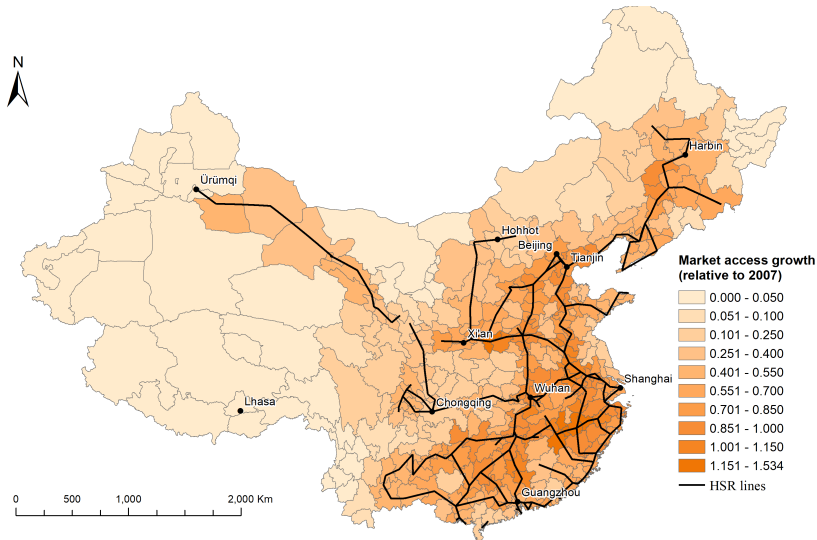 N
Harbin
Ürümqi
Hohhot
Beijing
Tianjin
Xi'an
Shanghai
Wuhan
Chongqing
Lhasa
Guangzhou
Market access growth
(relative to 2007)
0.000 - 0.050
0.051 - 0.100
0.101 - 0.250
0.251 - 0.400
0.401 - 0.550
0.551 - 0.700
0.701 - 0.850
0.851 - 1.000
1.001 - 1.150
1.151 - 1.534
HSR lines
0 500 1,000 2,000 Km